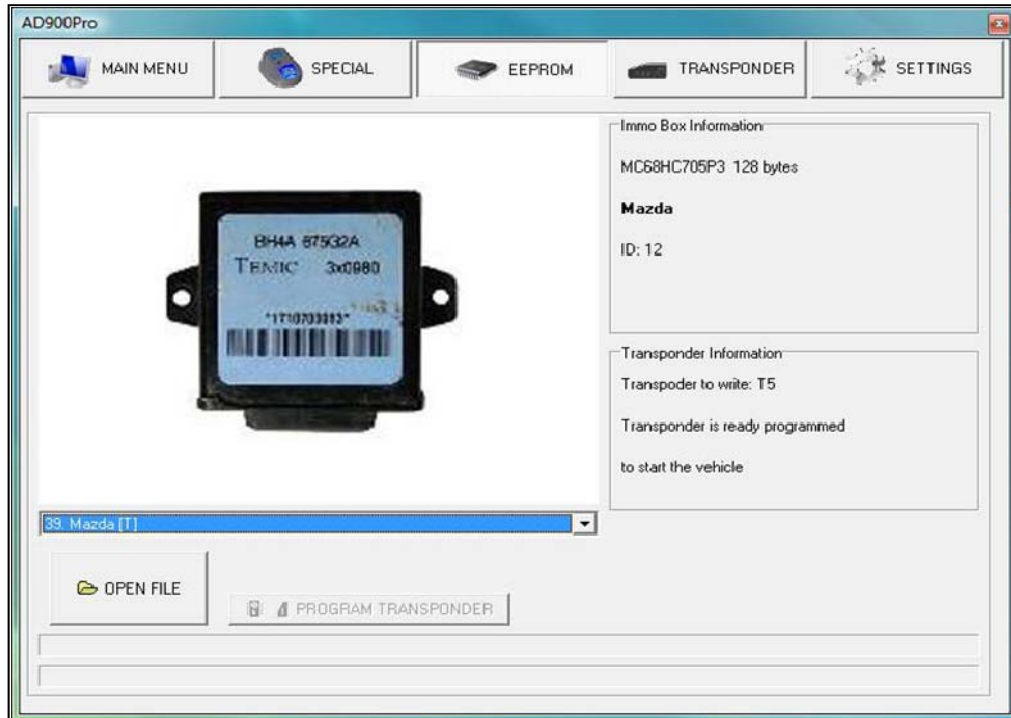 AD900Pro
MAIN MENU
SPECIAL
EEPROM
TRANSPONDER
SETTINGS
BH4A 675G2A
TEMIC 3x0980
Immo Box Information
MC68HC705P3 128 bytes
Mazda
ID: 12
Transponder Information
Transpoder to write: T5
Transponder is ready programmed
to start the vehicle
39. Mazda [T]
OPEN FILE
PROGRAM TRANSPONDER